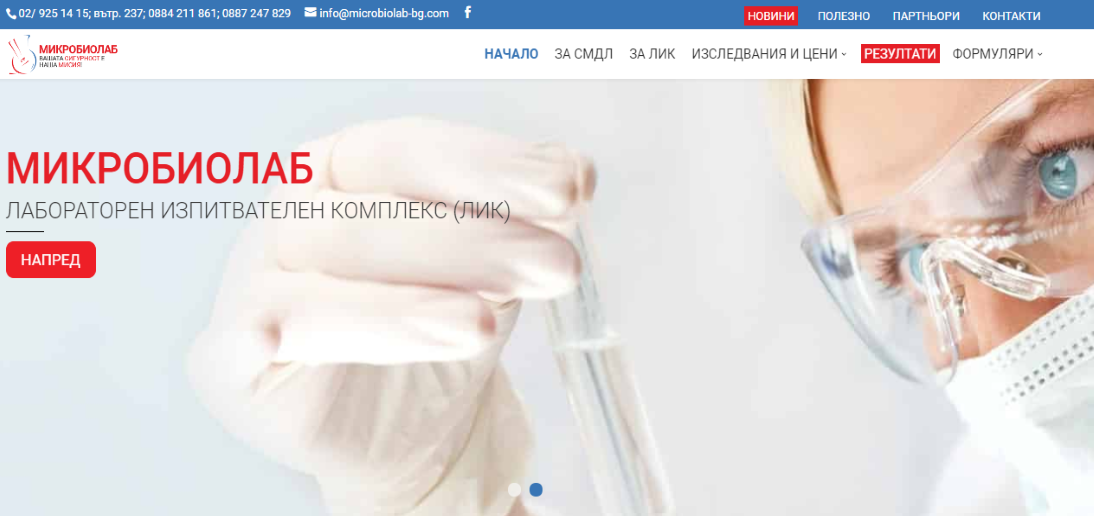 02/ 925 14 15; вътр. 237; 0884 211 861; 0887 247 829 info@microbiolab-bg.com f
НОВИНИ ПОЛЕЗНО ПАРТНЬОРИ КОНТАКТИ
МИКРОБИОЛАБ
ВАШАТА СИГУРНОСТ Е
НАША МИСИЯ!
НАЧАЛО ЗА СМДЛ ЗА ЛИК ИЗСЛЕДВАНИЯ И ЦЕНИ РЕЗУЛТАТИ ФОРМУЛЯРИ
МИКРОБИОЛАБ
ЛАБОРАТОРЕН ИЗПИТВАТЕЛЕН КОМПЛЕКС (ЛИК)
НАПРЕД